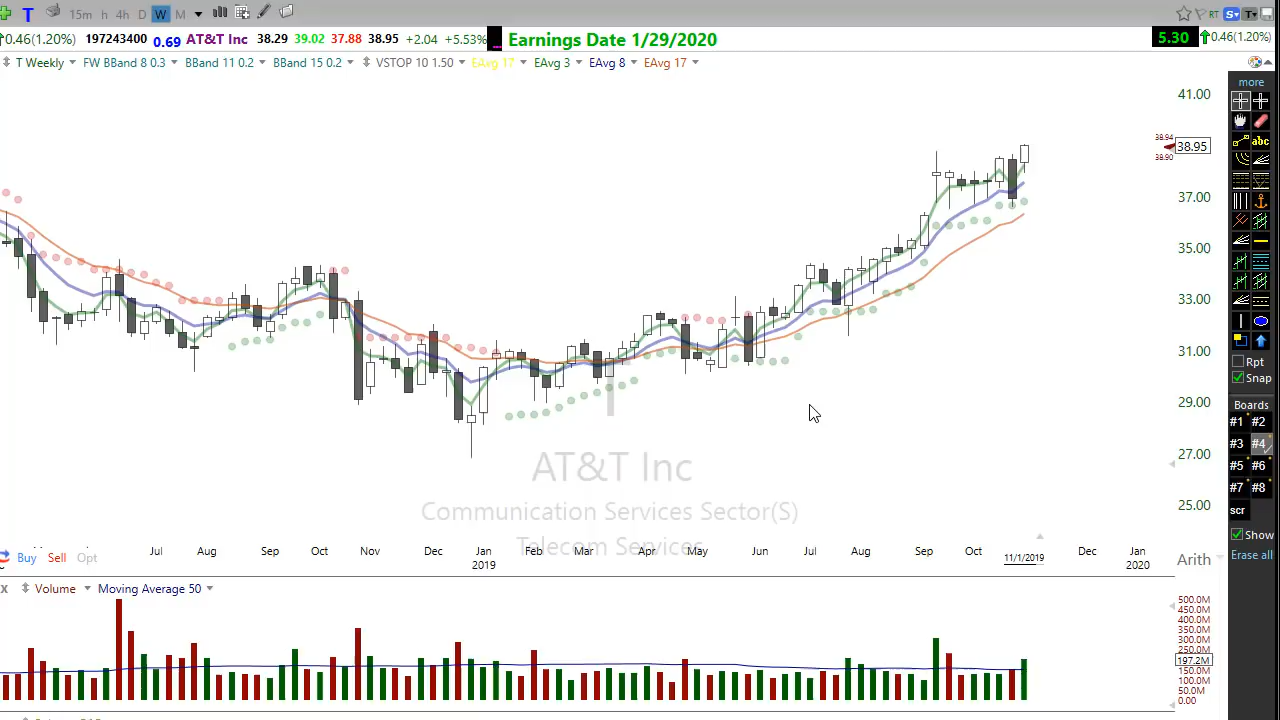 T 15m h 4h D W M RT S T
0.46(1.20%) 197243400 0.69 AT&T Inc 38.29 39.02 37.88 38.95 +2.04 +5.53% Earnings Date 1/29/2020 5.30 0.46(1.20%)
T Weekly FW BBand 8 0.3 BBand 11 0.2 BBand 15 0.2 VSTOP 10 1.50 EAvg 17 EAvg 3 EAvg 8 EAvg 17
more
41.00
abc
38.94
38.95
38.90
37.00
35.00
33.00
31.00
Rpt
Snap
29.00
Boards
#1 #2
#3 #4
27.00
#5 #6
#7 #8
25.00
scr
AT&T Inc
Communication Services Sector(S)
Telecom Services
Show
Erase all
Jul Aug Sep Oct Nov Dec Jan Feb Mar Apr May Jun Jul Aug Sep Oct 11/1/2019 Dec Jan
2019 2020
Buy Sell Opt
Arith
X Volume Moving Average 50
500.0M
450.0M
400.0M
350.0M
300.0M
250.0M
197.2M
150.0M
100.0M
50.0M
0.00